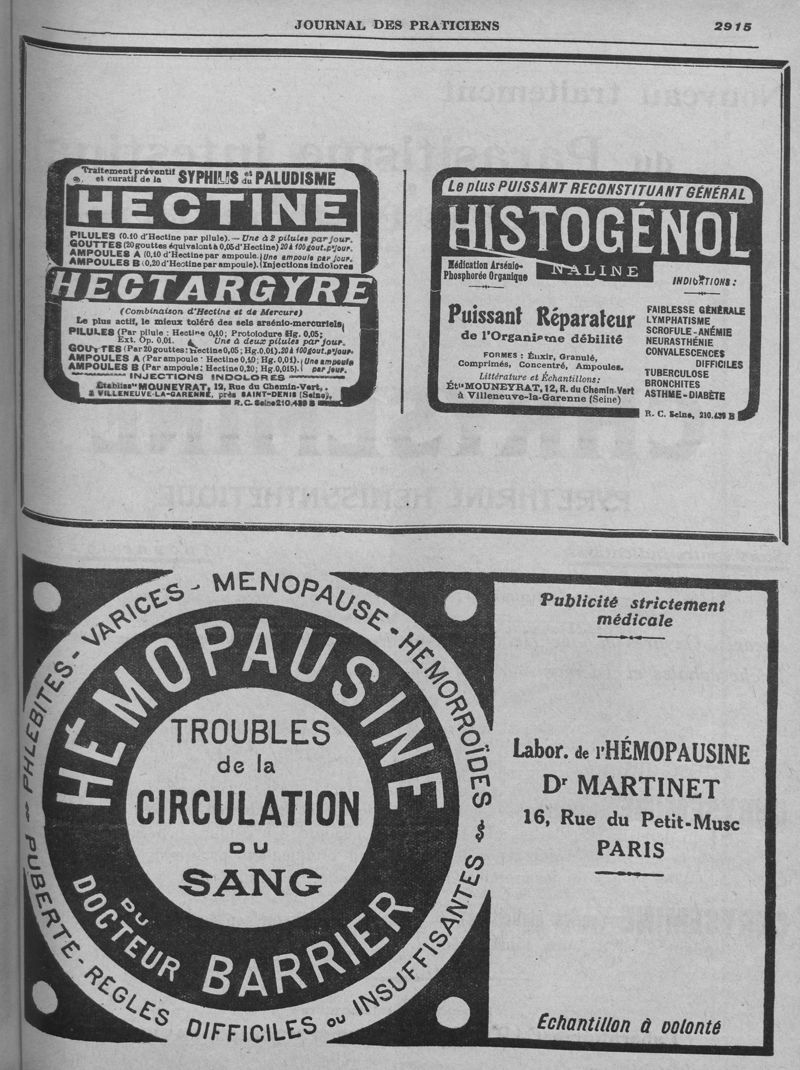 JOURNAL DES PRATICIENS
2915
Traitement préventif et curatif de la SYPHILIS et du PALUDISME
HECTINE
PILULES (0.10 d'Hectine par pilule). — Une à 2 pilules par jour.
GOUTTES (20 gouttes équivalent à 0,05 d'Hectine) 20 à 100 gout. p. jour.
AMPOULES A (0,10 d'Hectine par ampoule). Une ampoule par jour.
AMPOULES B (0,20 d'Hectine par ampoule). Injections indolores
HECTARGYRE
(Combinaison d'Hectine et de Mercure)
Le plus actif, le mieux toléré des sels arsénio-mercuriels,
PILULES (Par pilule : Hectine 0,10; Protoiodure Hg. 0,05;
Ext. Op. 0,01. Une à deux pilules par jour.
GOUTTES (Par 20 gouttes: Hectine 0,05; Hg. 0,01). 20 à 100 gout. p. jour.
AMPOULES A (Par ampoule : Hectine 0,10; Hg. 0,01). Une ampoule
AMPOULES B (Par ampoule: Hectine 0,20; Hg. 0,015). par jour.
INJECTIONS INDOLORES
Établiss.ts MOUNEYRAT, 12, Rue du Chemin-Vert,
à VILLENEUVE-LA-GARENNE, près SAINT-DENIS (Seine),
R. C. Seine 210.439 B
Le plus PUISSANT RECONSTITUANT GÉNÉRAL
HISTOGÉNOL
Médication Arsénio-
Phosphorée Organique
NALINE
INDICATIONS :
Puissant Réparateur
de l'Organisme débilité
FORMES : Élixir, Granulé,
Comprimés, Concentré, Ampoules.
Littérature et Échantillons:
Ét.ts MOUNEYRAT, 12, R. du Chemin-Vert
à Villeneuve-la-Garenne (Seine)
FAIBLESSE GÉNÉRALE
LYMPHATISME
SCROFULE - ANÉMIE
NEURASTHÉNIE
CONVALESCENCES
DIFFICILES
TUBERCULOSE
BRONCHITES
ASTHME - DIABÈTE
R. C. Seine, 210.439 B
PUBERTÉ - PHLÉBITES - VARICES - MENOPAUSE - HÉMORROÏDES
RÈGLES DIFFICILES ou INSUFFISANTES
HÉMOPAUSINE
TROUBLES
de la
CIRCULATION
DU
SANG
DU
DOCTEUR BARRIER
Publicité strictement
médicale
Labor. de l'HÉMOPAUSINE
Dr MARTINET
16, Rue du Petit-Musc
PARIS
Echantillon à volonté